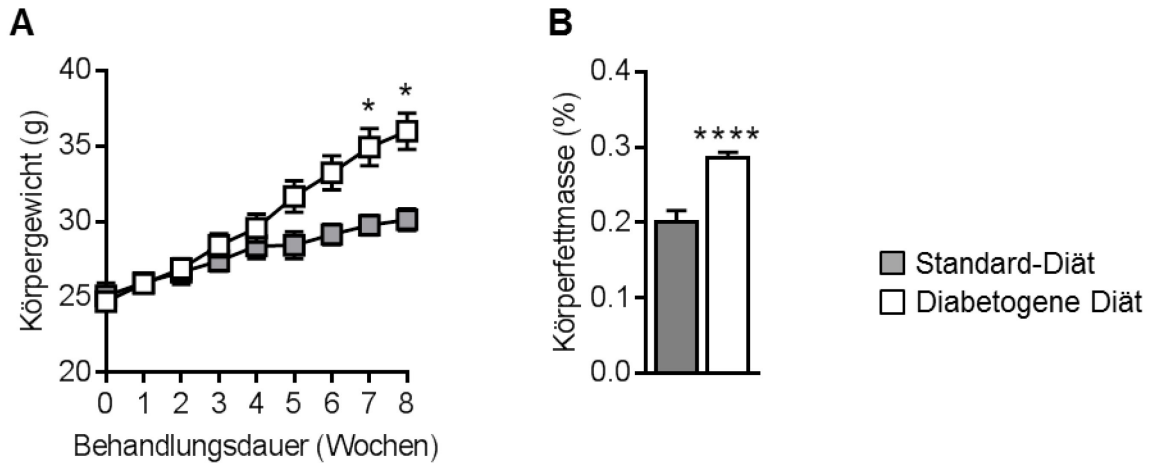 A
Körpergewicht (g)
40
35
30
25
20
* *
0 1 2 3 4 5 6 7 8
Behandlungsdauer (Wochen)
B
Körperfettmasse (%)
0.4
0.3
0.2
0.1
0.0
****
Standard-Diät
Diabetogene Diät